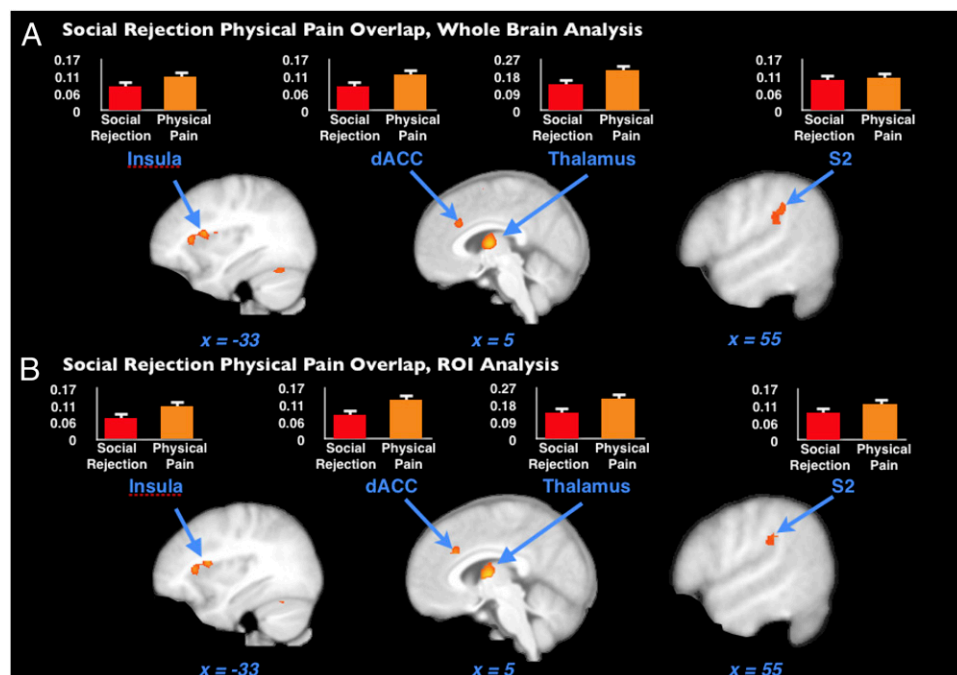 A Social Rejection Physical Pain Overlap, Whole Brain Analysis
0.17 0.17 0.27 0.17
0.11 0.11 0.18 0.11
0.06 0.06 0.09 0.06
0 0 0 0
Social Physical Social Physical Social Physical Social Physical
Rejection Pain Rejection Pain Rejection Pain Rejection Pain
Insula dACC Thalamus S2
x = -33 x = 5 x = 55
B Social Rejection Physical Pain Overlap, ROI Analysis
0.17 0.17 0.27 0.17
0.11 0.11 0.18 0.11
0.06 0.06 0.09 0.06
0 0 0 0
Social Physical Social Physical Social Physical Social Physical
Rejection Pain Rejection Pain Rejection Pain Rejection Pain
Insula dACC Thalamus S2
x = -33 x = 5 x = 55